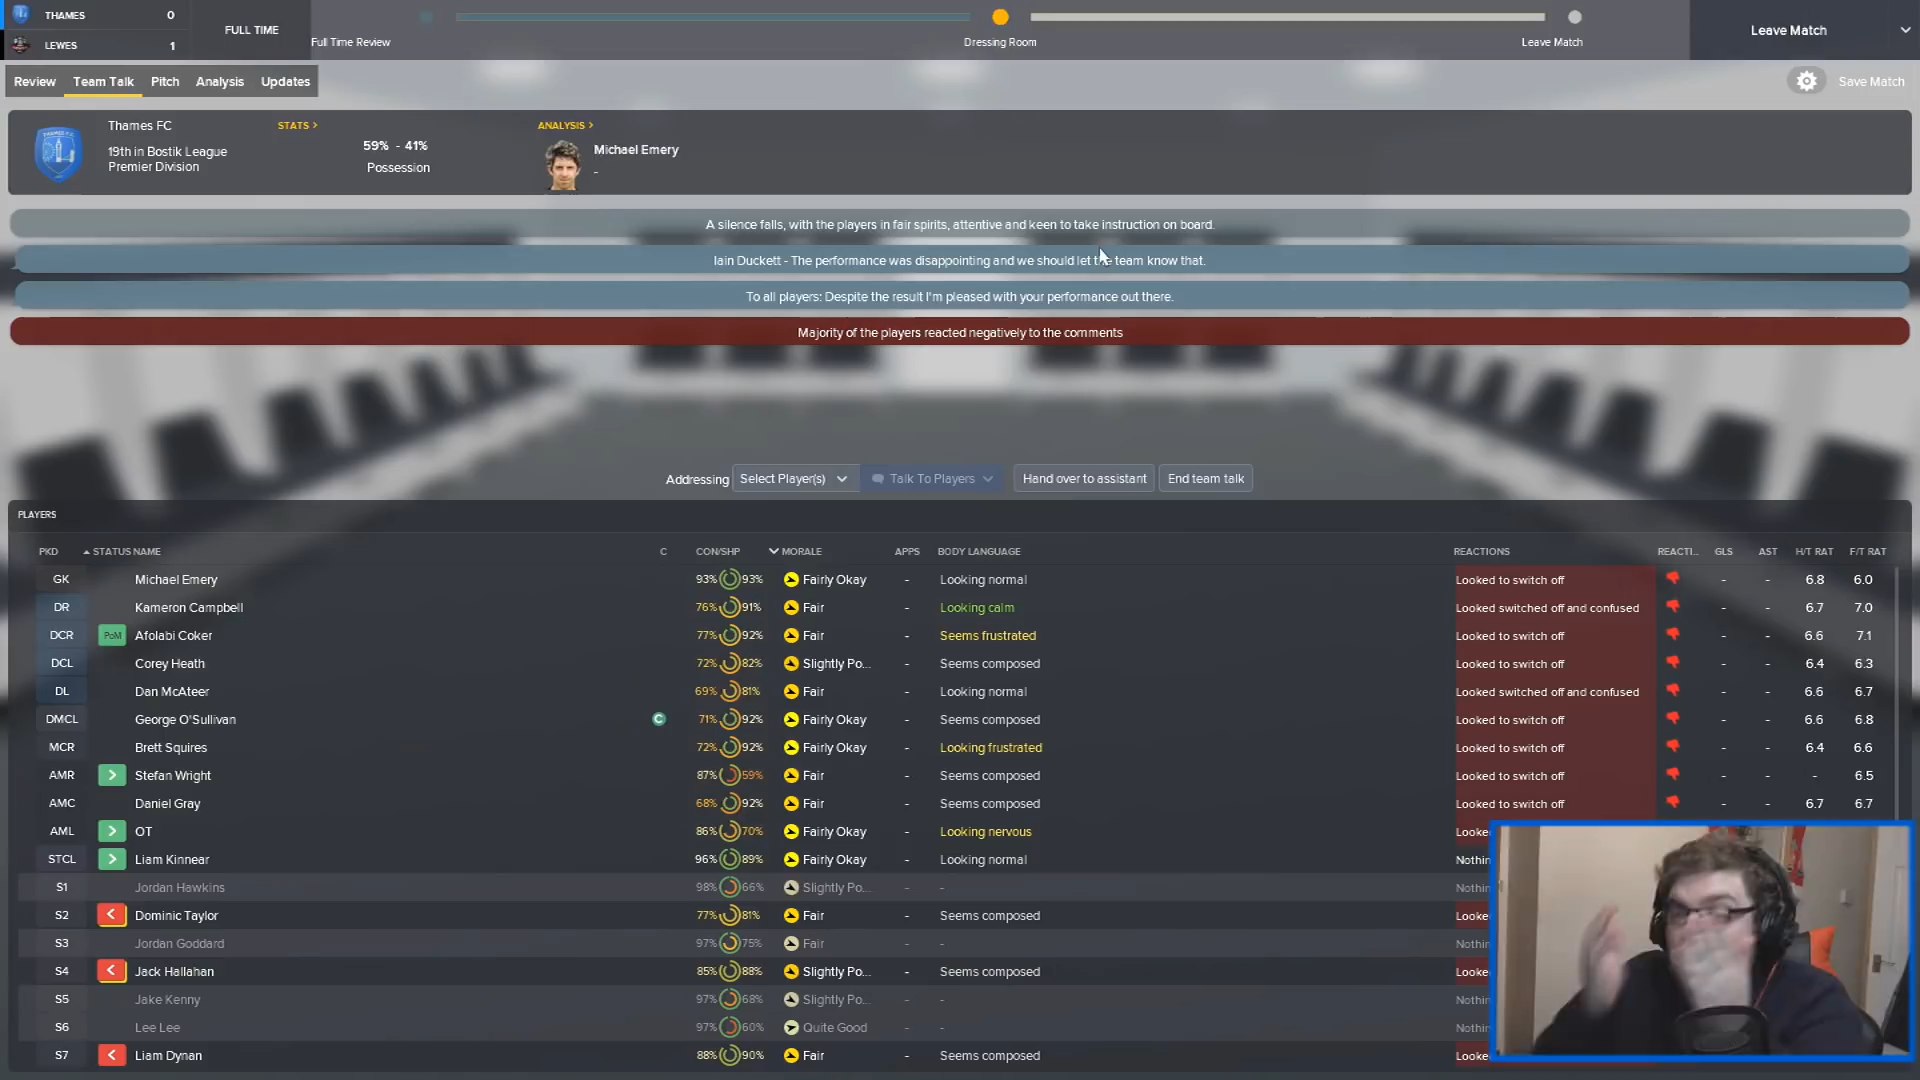 THAMES 0
LEWES 1
FULL TIME
Full Time Review
Dressing Room
Leave Match
Leave Match
Review Team Talk Pitch Analysis Updates
Save Match
Thames FC
19th in Bostik League
Premier Division
STATS >
59% - 41%
Possession
ANALYSIS >
Michael Emery
-
A silence falls, with the players in fair spirits, attentive and keen to take instruction on board.
Iain Duckett - The performance was disappointing and we should let the team know that.
To all players: Despite the result I'm pleased with your performance out there.
Majority of the players reacted negatively to the comments
Addressing Select Player(s) Talk To Players Hand over to assistant End team talk
PLAYERS
PKD STATUS NAME C CON/SHP MORALE APPS BODY LANGUAGE REACTIONS REACTI... GLS AST H/T RAT F/T RAT
GK Michael Emery 93% 93% Fairly Okay - Looking normal Looked to switch off - - 6.8 6.0
DR Kameron Campbell 76% 91% Fair - Looking calm Looked switched off and confused - - 6.7 7.0
DCR PoM Afolabi Coker 77% 92% Fair - Seems frustrated Looked to switch off - - 6.6 7.1
DCL Corey Heath 72% 82% Slightly Po... - Seems composed Looked to switch off - - 6.4 6.3
DL Dan McAteer 69% 81% Fair - Looking normal Looked switched off and confused - - 6.6 6.7
DMCL George O'Sullivan C 71% 92% Fairly Okay - Seems composed Looked to switch off - - 6.6 6.8
MCR Brett Squires 72% 92% Fairly Okay - Looking frustrated Looked to switch off - - 6.4 6.6
AMR Stefan Wright 87% 59% Fair - Seems composed Looked to switch off - - - 6.5
AMC Daniel Gray 68% 92% Fair - Seems composed Looked to switch off - - 6.7 6.7
AML OT 86% 70% Fairly Okay - Looking nervous Looke
STCL Liam Kinnear 96% 89% Fairly Okay - Looking normal Nothin
S1 Jordan Hawkins 98% 66% Slightly Po... - - Nothin
S2 Dominic Taylor 77% 81% Fair - Seems composed Looke
S3 Jordan Goddard 97% 75% Fair - - Nothin
S4 Jack Hallahan 85% 88% Slightly Po... - Seems composed Looke
S5 Jake Kenny 97% 68% Slightly Po... - - Nothin
S6 Lee Lee 97% 60% Quite Good - - Nothin
S7 Liam Dynan 88% 90% Fair - Seems composed Looke